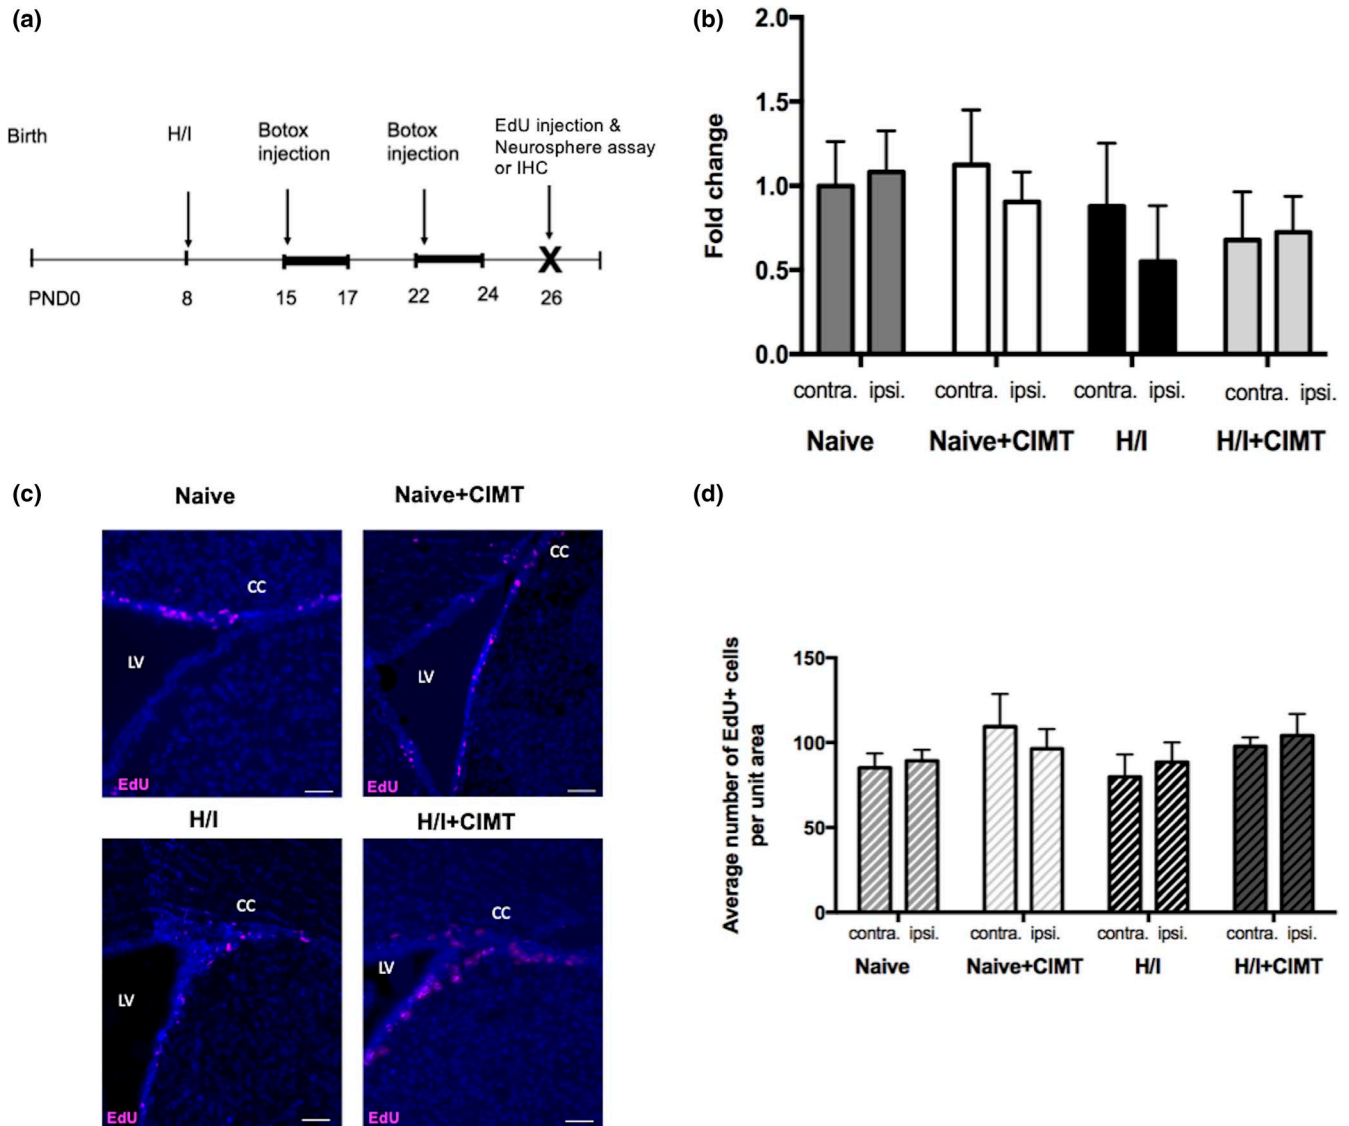 (a)
Birth
H/I
Botox
injection
Botox
injection
EdU injection &
Neurosphere assay
or IHC
PND0
8
15
17
22
24
26
(b)
Fold change
2.0
1.5
1.0
0.5
0.0
contra. ipsi.
contra. ipsi.
contra. ipsi.
contra. ipsi.
Naive
Naive+CIMT
H/I
H/I+CIMT
(c)
Naive
CC
LV
EdU
Naive+CIMT
CC
LV
EdU
H/I
CC
LV
EdU
H/I+CIMT
CC
LV
EdU
(d)
Average number of EdU+ cells
per unit area
150
100
50
0
contra. ipsi.
contra. ipsi.
contra. ipsi.
contra. ipsi.
Naive
Naive+CIMT
H/I
H/I+CIMT